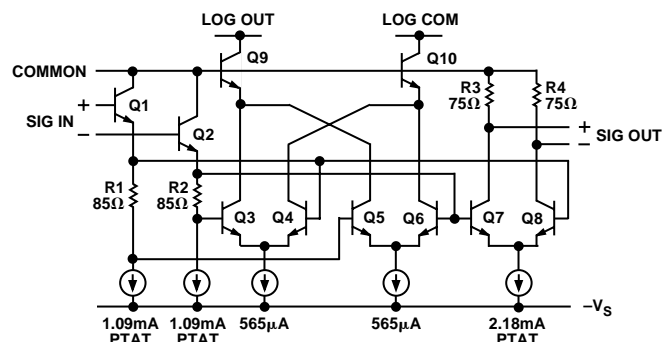 LOG OUT
LOG COM
COMMON
Q9
Q10
R3
75Ω
R4
75Ω
+
SIG IN
−
Q1
Q2
+
SIG OUT
−
R1
85Ω
R2
85Ω
Q3
Q4
Q5
Q6
Q7
Q8
−VS
1.09mA
PTAT
1.09mA
PTAT
565µA
565µA
2.18mA
PTAT